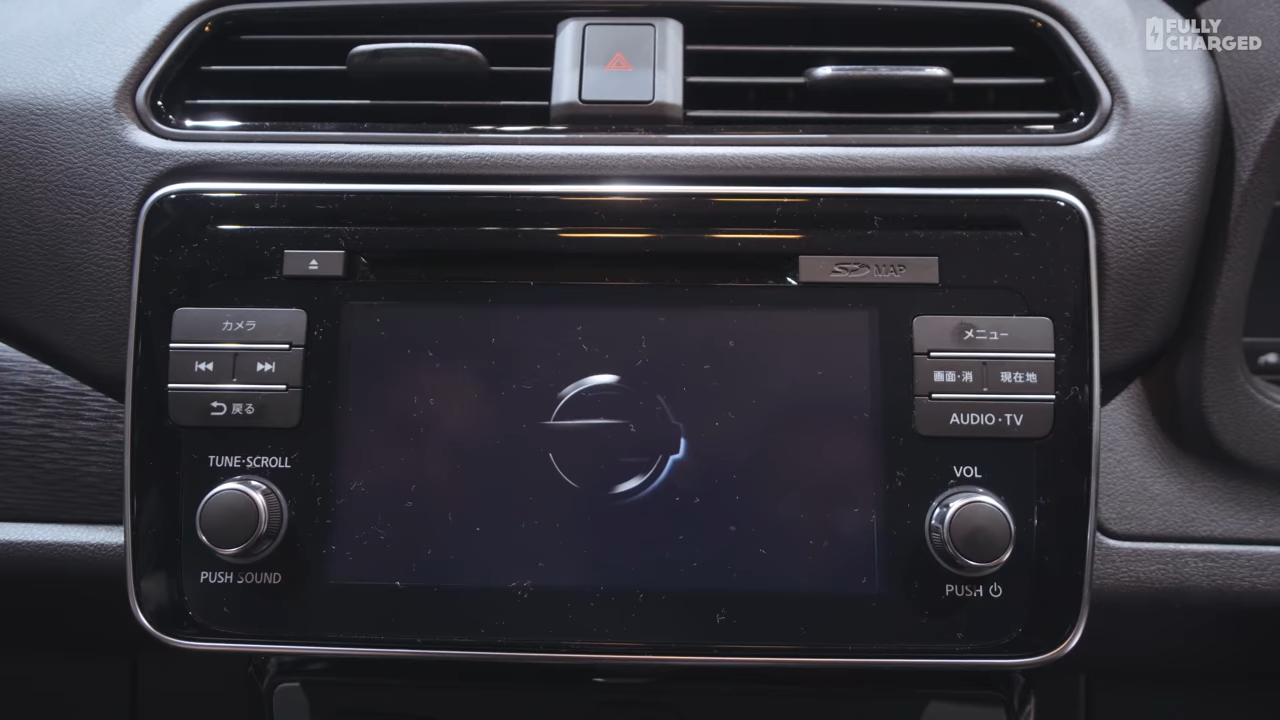 FULLY
CHARGED
SD MAP
カメラ
戻る
メニュー
画面・消 現在地
AUDIO・TV
TUNE・SCROLL
PUSH SOUND
VOL
PUSH